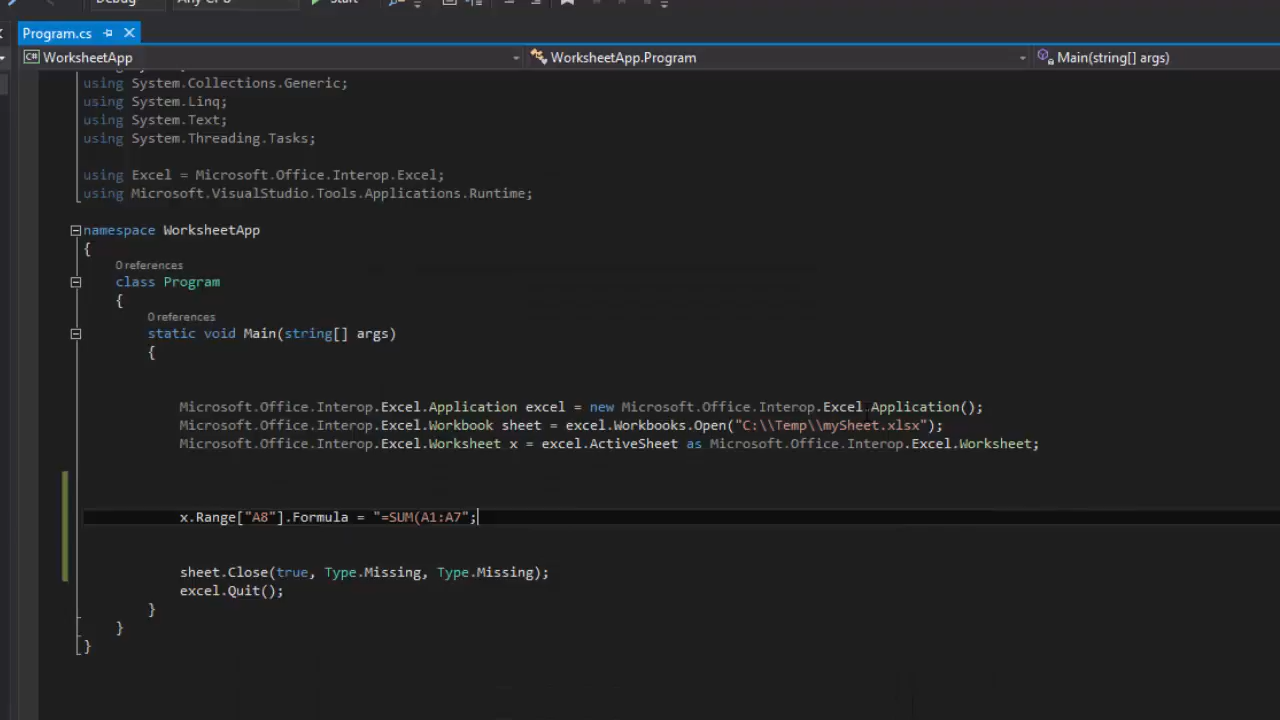 Program.cs
WorksheetApp WorksheetApp.Program Main(string[] args)
using System.Collections.Generic;
using System.Linq;
using System.Text;
using System.Threading.Tasks;
using Excel = Microsoft.Office.Interop.Excel;
using Microsoft.VisualStudio.Tools.Applications.Runtime;
namespace WorksheetApp
{
0 references
class Program
{
0 references
static void Main(string[] args)
{
Microsoft.Office.Interop.Excel.Application excel = new Microsoft.Office.Interop.Excel.Application();
Microsoft.Office.Interop.Excel.Workbook sheet = excel.Workbooks.Open("C:\\Temp\\mySheet.xlsx");
Microsoft.Office.Interop.Excel.Worksheet x = excel.ActiveSheet as Microsoft.Office.Interop.Excel.Worksheet;
x.Range["A8"].Formula = "=SUM(A1:A7";
sheet.Close(true, Type.Missing, Type.Missing);
excel.Quit();
}
}
}